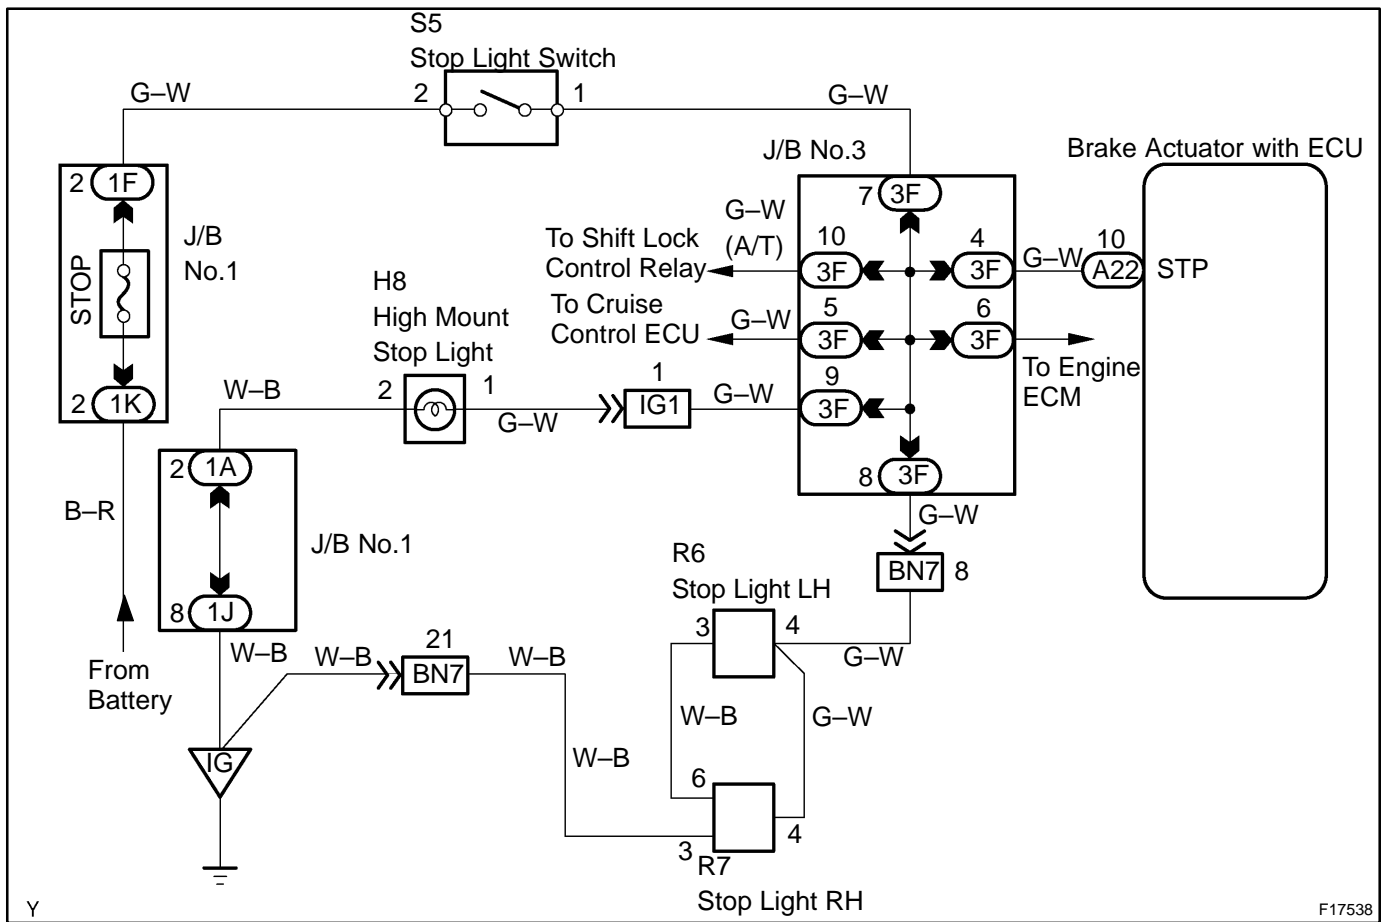 S5
Stop Light Switch
G–W
2
1
G–W
J/B No.3
Brake Actuator with ECU
2
1F
7
3F
J/B
No.1
STOP
G–W
(A/T)
To Shift Lock
Control Relay
10
3F
4
3F
G–W
10
A22
STP
H8
High Mount
Stop Light
To Cruise
Control ECU
G–W
5
3F
6
3F
To Engine
ECM
2
1K
W–B
2
1
G–W
1
IG1
G–W
9
3F
2
1A
8
3F
B–R
G–W
J/B No.1
BN7
8
R6
Stop Light LH
8
1J
3
4
G–W
W–B
W–B
21
BN7
W–B
From
Battery
W–B
G–W
IG
W–B
6
4
3
R7
Stop Light RH
Y
F17538